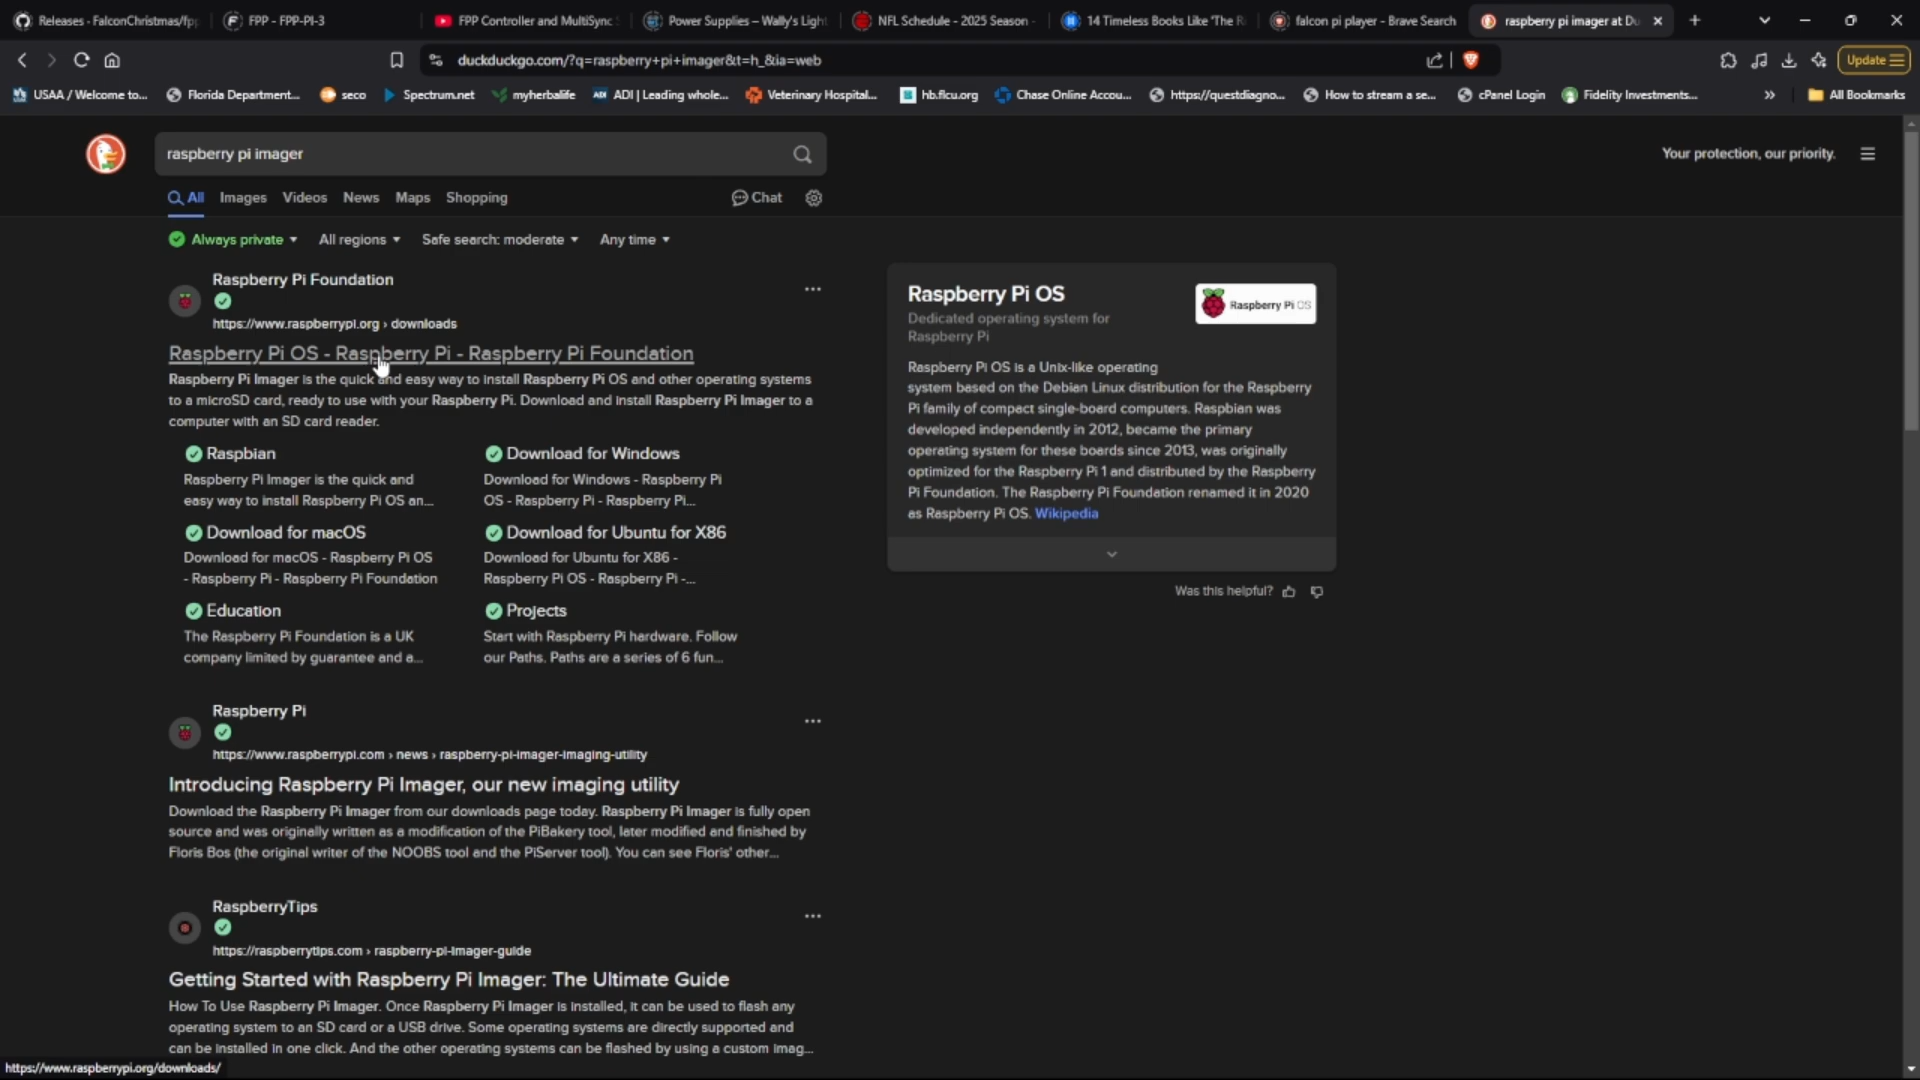 Releases · FalconChristmas/fpp
FPP - FPP-PI-3
FPP Controller and MultiSync
Power Supplies – Wally's Light
NFL Schedule - 2025 Season -
14 Timeless Books Like 'The R
falcon pi player - Brave Search
raspberry pi imager at Du
duckduckgo.com/?q=raspberry+pi+imager&t=h_&ia=web
Update
USAA / Welcome to...
Florida Department...
seco
Spectrum.net
myherbalife
ADI | Leading whole...
Veterinary Hospital...
hb.flcu.org
Chase Online Accou...
https://questdiagno...
How to stream a se...
cPanel Login
Fidelity Investments...
»
All Bookmarks
raspberry pi imager
Your protection, our priority.
All
Images
Videos
News
Maps
Shopping
Chat
Always private
All regions
Safe search: moderate
Any time
Raspberry Pi Foundation
https://www.raspberrypi.org › downloads
Raspberry Pi OS - Raspberry Pi - Raspberry Pi Foundation
Raspberry Pi Imager is the quick and easy way to install Raspberry Pi OS and other operating systems
to a microSD card, ready to use with your Raspberry Pi. Download and install Raspberry Pi Imager to a
computer with an SD card reader.
Raspbian
Raspberry Pi Imager is the quick and
easy way to install Raspberry Pi OS an...
Download for Windows
Download for Windows - Raspberry Pi
OS - Raspberry Pi - Raspberry Pi...
Download for macOS
Download for macOS - Raspberry Pi OS
- Raspberry Pi - Raspberry Pi Foundation
Download for Ubuntu for X86
Download for Ubuntu for X86 -
Raspberry Pi OS - Raspberry Pi -...
Education
The Raspberry Pi Foundation is a UK
company limited by guarantee and a...
Projects
Start with Raspberry Pi hardware. Follow
our Paths. Paths are a series of 6 fun...
Raspberry Pi
https://www.raspberrypi.com › news › raspberry-pi-imager-imaging-utility
Introducing Raspberry Pi Imager, our new imaging utility
Download the Raspberry Pi Imager from our downloads page today. Raspberry Pi Imager is fully open
source and was originally written as a modification of the PiBakery tool, later modified and finished by
Floris Bos (the original writer of the NOOBS tool and the PiServer tool). You can see Floris' other...
RaspberryTips
https://raspberrytips.com › raspberry-pi-imager-guide
Getting Started with Raspberry Pi Imager: The Ultimate Guide
How To Use Raspberry Pi Imager. Once Raspberry Pi Imager is installed, it can be used to flash any
operating system to an SD card or a USB drive. Some operating systems are directly supported and
can be installed in one click. And the other operating systems can be flashed by using a custom imag...
Raspberry Pi OS
Dedicated operating system for
Raspberry Pi
Raspberry Pi OS
Raspberry Pi OS is a Unix-like operating
system based on the Debian Linux distribution for the Raspberry
Pi family of compact single-board computers. Raspbian was
developed independently in 2012, became the primary
operating system for these boards since 2013, was originally
optimized for the Raspberry Pi 1 and distributed by the Raspberry
Pi Foundation. The Raspberry Pi Foundation renamed it in 2020
as Raspberry Pi OS. Wikipedia
Was this helpful?
https://www.raspberrypi.org/downloads/